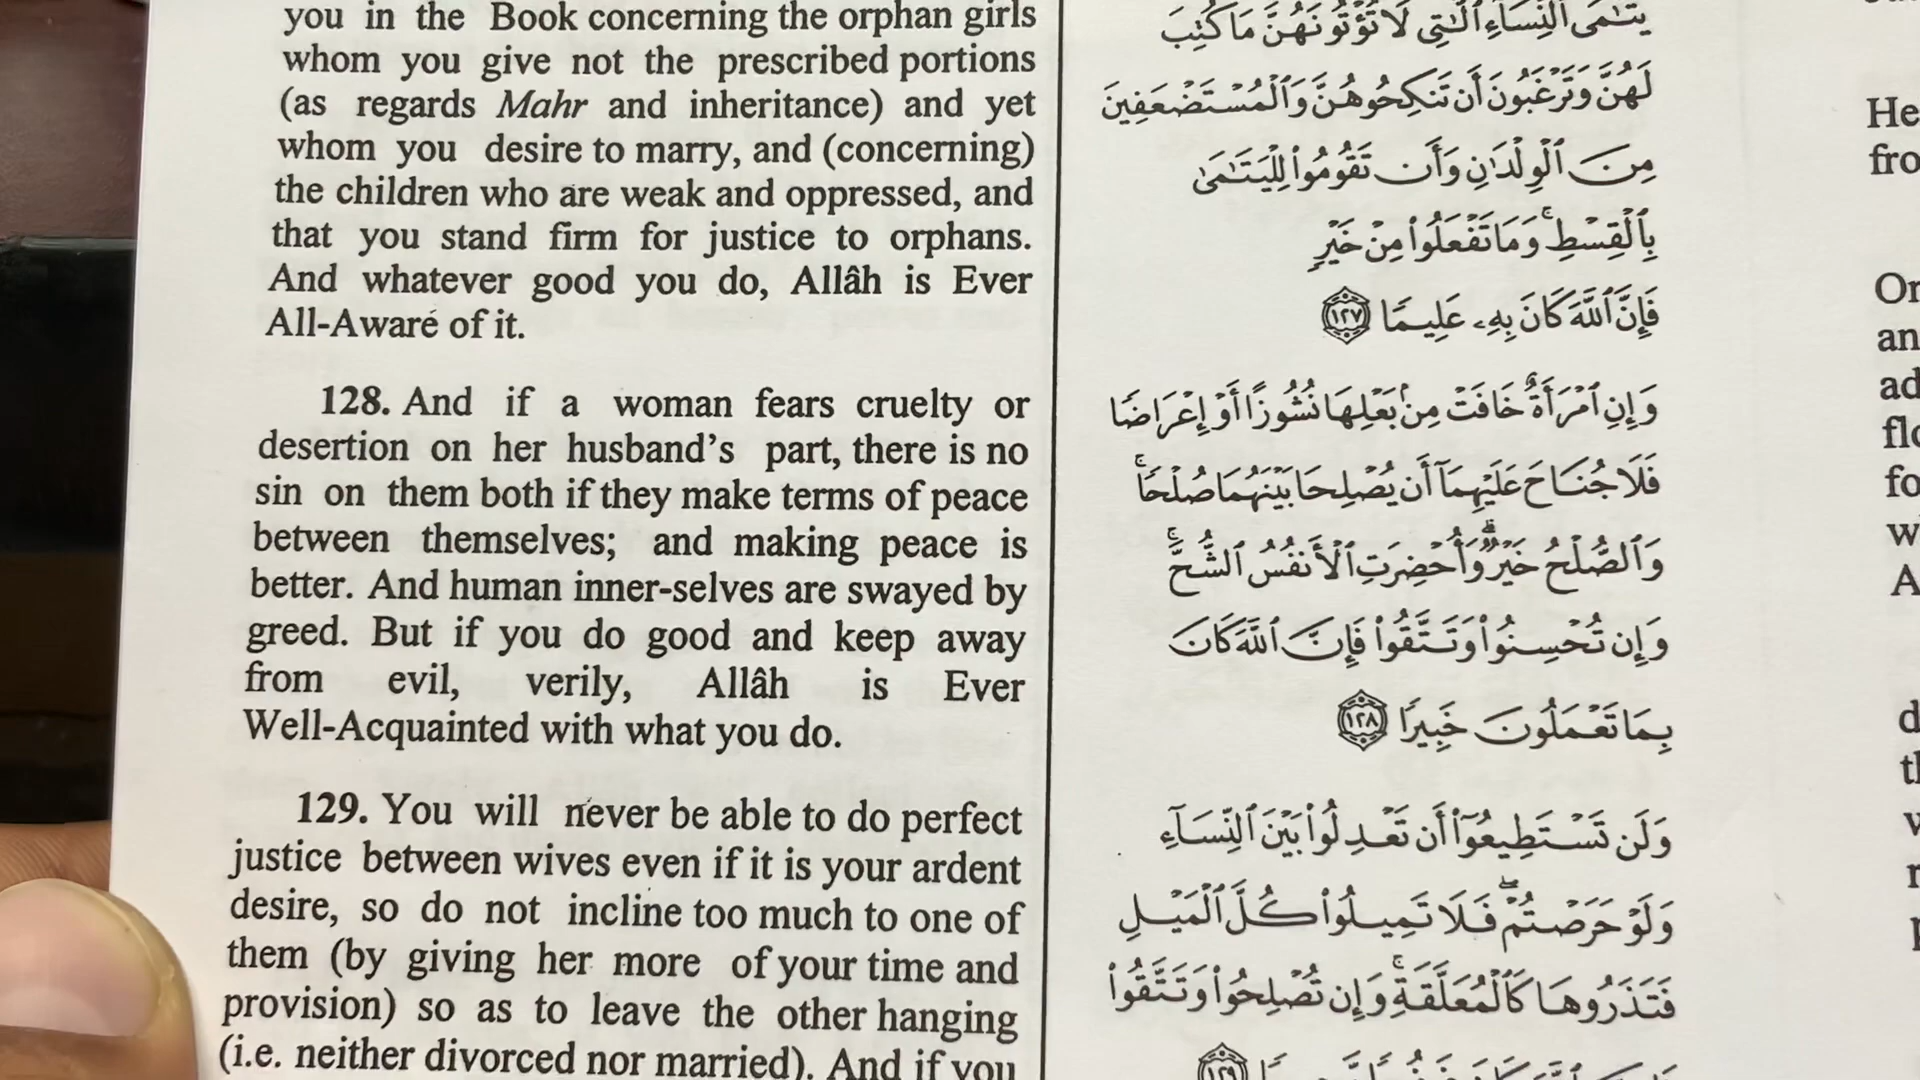 you in the Book concerning the orphan girls
whom you give not the prescribed portions
(as regards Mahr and inheritance) and yet
whom you desire to marry, and (concerning)
the children who are weak and oppressed, and
that you stand firm for justice to orphans.
And whatever good you do, Allâh is Ever
All-Aware of it.
128. And if a woman fears cruelty or
desertion on her husband's part, there is no
sin on them both if they make terms of peace
between themselves; and making peace is
better. And human inner-selves are swayed by
greed. But if you do good and keep away
from evil, verily, Allâh is Ever
Well-Acquainted with what you do.
129. You will never be able to do perfect
justice between wives even if it is your ardent
desire, so do not incline too much to one of
them (by giving her more of your time and
provision) so as to leave the other hanging
(i.e. neither divorced nor married). And if you
يَتَـٰمَى ٱلنِّسَآءِ ٱلَّـٰتِى لَا تُؤْتُونَهُنَّ مَا كُتِبَ
لَهُنَّ وَتَرْغَبُونَ أَن تَنكِحُوهُنَّ وَٱلْمُسْتَضْعَفِينَ
مِنَ ٱلْوِلْدَٰنِ وَأَن تَقُومُوا۟ لِلْيَتَـٰمَىٰ
بِٱلْقِسْطِ ۚ وَمَا تَفْعَلُوا۟ مِنْ خَيْرٍ
فَإِنَّ ٱللَّهَ كَانَ بِهِۦ عَلِيمًا ١٢٧
وَإِنِ ٱمْرَأَةٌ خَافَتْ مِنۢ بَعْلِهَا نُشُوزًا أَوْ إِعْرَاضًا
فَلَا جُنَاحَ عَلَيْهِمَآ أَن يُصْلِحَا بَيْنَهُمَا صُلْحًا ۚ
وَٱلصُّلْحُ خَيْرٌ ۗ وَأُحْضِرَتِ ٱلْأَنفُسُ ٱلشُّحَّ ۚ
وَإِن تُحْسِنُوا۟ وَتَتَّقُوا۟ فَإِنَّ ٱللَّهَ كَانَ
بِمَا تَعْمَلُونَ خَبِيرًا ١٢٨
وَلَن تَسْتَطِيعُوٓا۟ أَن تَعْدِلُوا۟ بَيْنَ ٱلنِّسَآءِ
وَلَوْ حَرَصْتُمْ ۖ فَلَا تَمِيلُوا۟ كُلَّ ٱلْمَيْلِ
فَتَذَرُوهَا كَٱلْمُعَلَّقَةِ ۚ وَإِن تُصْلِحُوا۟ وَتَتَّقُوا۟
١٢٩
He
fro
an
ad
fo